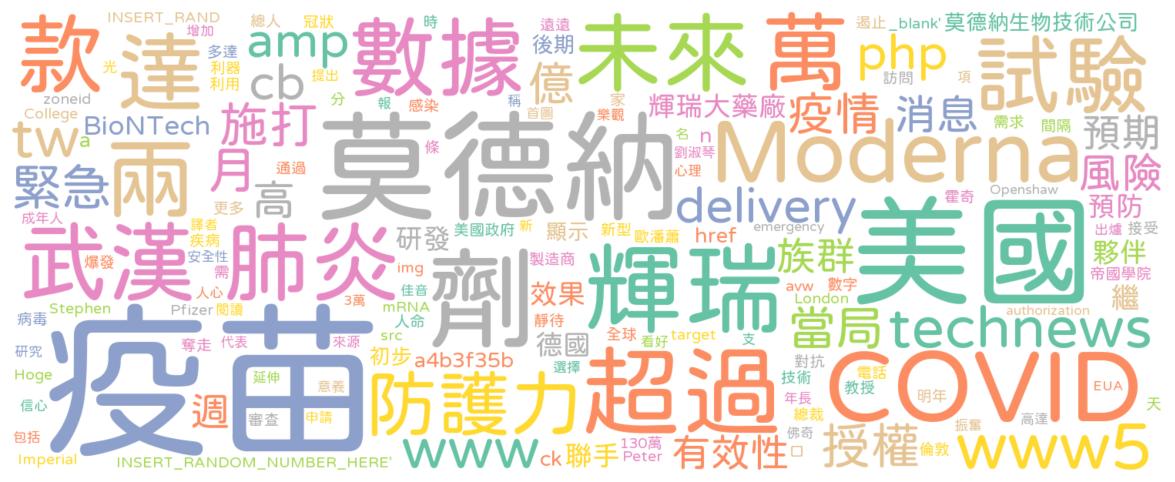 INSERT_RAND
增加
總人
冠狀
時
遠遠
遏止
_blank'
莫德納生物技術公司
款
達
光
多達
利器
利用
提出
amp
cb
數據
後期
億
未來
萬
php
訪問
項
試驗
zoneid
College
tw
a
BioNTech
施打
分
報
感染
稱
首圖
家
樂觀
輝瑞大藥廠
疫情
消息
需求
間隔
預期
緊急
兩
月
通過
高
條
莫德納
名
n
劉淑琴
心理
Moderna
風險
Openshaw
霍奇
預防
成年人
譯者
更多
疾病
安全性
需
研發
美國政府
新
顯示
新型
歐潘蕭
delivery
emergency
href
族群
美國
出爐
接受
夥伴
帝國學院
武漢
肺炎
爆發
人心
img
佳音
劑
製造商
效果
輝瑞
avw
數字
London
繼
Stephen
Pfizer
閱讀
3萬
mRNA
人命
src
靜待
全球
target
看好
支
當局
technews
authorization
病毒
研究
奪走
代表
來源
初步
a4b3f35b
德國
選擇
對抗
技術
電話
教授
年長
總裁
明年
EUA
Hoge
信心
疫苗
延伸
意義
審查
申請
週
防護力
超過
COVID
高達
天
包括
Imperial
INSERT_RANDOM_NUMBER_HERE'
www
ck
聯手
130萬
Peter
有效性
佛奇
口
授權
倫敦
振奮
www5